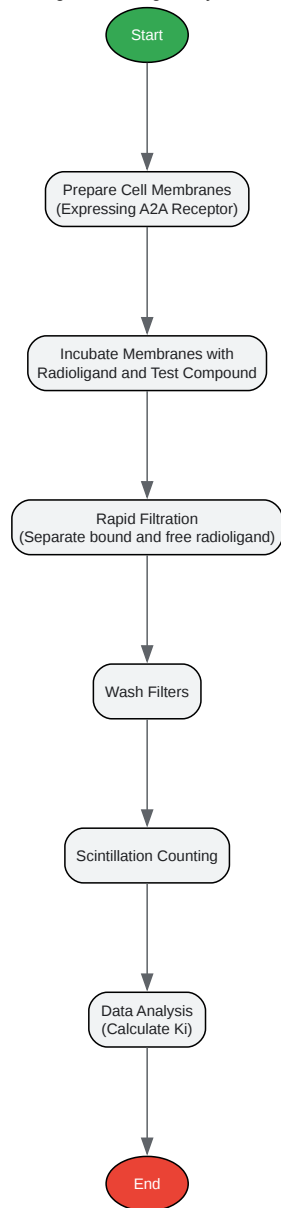 Start
Prepare Cell Membranes
(Expressing A2A Receptor)
Incubate Membranes with
Radioligand and Test Compound
Rapid Filtration
(Separate bound and free radioligand)
Wash Filters
Scintillation Counting
Data Analysis
(Calculate Ki)
End